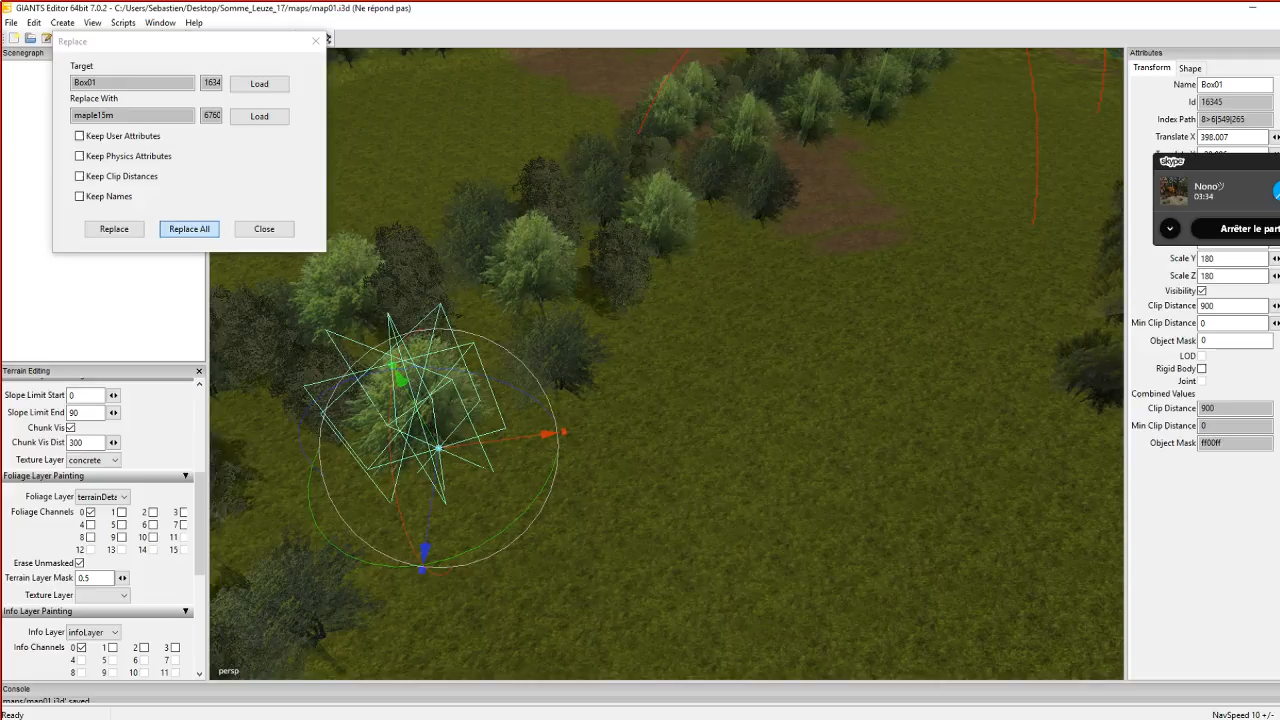 GIANTS Editor 64bit 7.0.2 - C:/Users/Sebastien/Desktop/Somme_Leuze_17/maps/map01.i3d (Ne répond pas)
File Edit Create View Scripts Window Help
Scenegraph
Replace
Target
Box01 1634 Load
Replace With
maple15m 6760 Load
Keep User Attributes
Keep Physics Attributes
Keep Clip Distances
Keep Names
Replace Replace All Close
Terrain Editing
Slope Limit Start 0
Slope Limit End 90
Chunk Vis
Chunk Vis Dist 300
Texture Layer concrete
Foliage Layer Painting
Foliage Layer terrainDeta
Foliage Channels 0 1 2 3
4 5 6 7
8 9 10 11
12 13 14 15
Erase Unmasked
Terrain Layer Mask 0.5
Texture Layer
Info Layer Painting
Info Layer infoLayer
Info Channels 0 1 2 3
4 5 6 7
8 9 10 11
persp
Attributes
Transform Shape
Name Box01
Id 16345
Index Path 8>6|549|265
Translate X 398.007
skype
Nonoツ
03:34
Arrêter le part
Scale Y 180
Scale Z 180
Visibility
Clip Distance 900
Min Clip Distance 0
Object Mask 0
LOD
Rigid Body
Joint
Combined Values
Clip Distance 900
Min Clip Distance 0
Object Mask ff00ff
Console
maps/map01.i3d' saved
Ready
NavSpeed 10 +/-